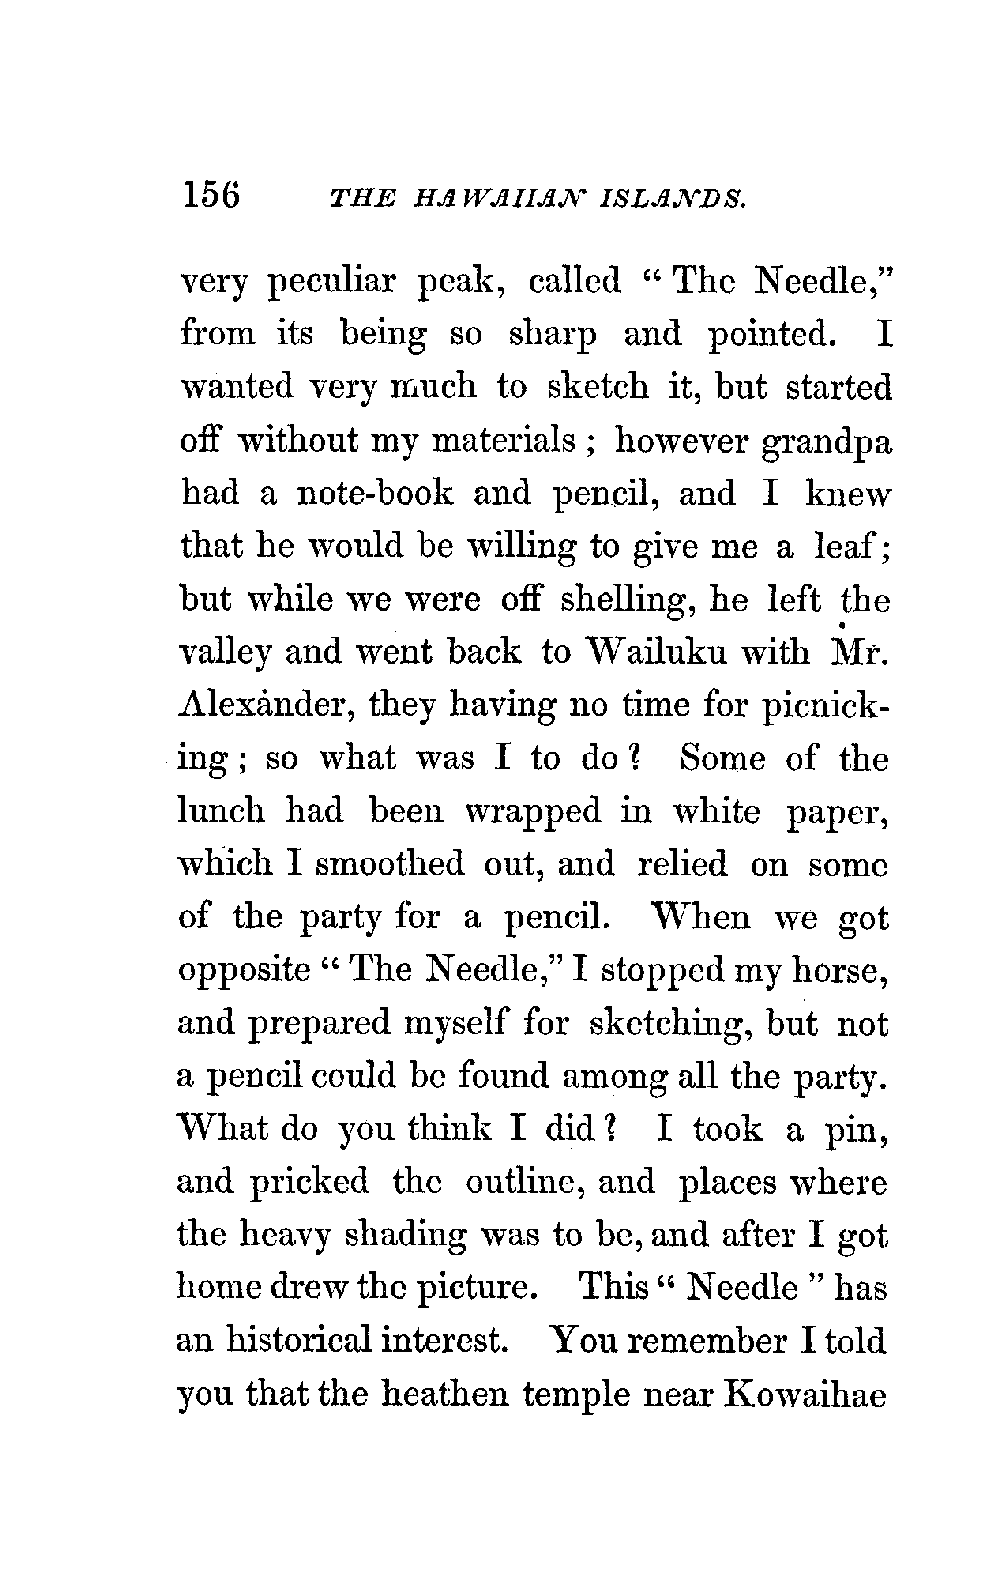 156 THE HAWAIIAN ISLANDS.
very peculiar peak, called “ The Needle,”
from its being so sharp and pointed. I
wanted very much to sketch it, but started
off without my materials ; however grandpa
had a note-book and pencil, and I knew
that he would be willing to give me a leaf;
but while we were off shelling, he left the
valley and went back to Wailuku with Mr.
Alexander, they having no time for picnick-
ing ; so what was I to do ? Some of the
lunch had been wrapped in white paper,
which I smoothed out, and relied on some
of the party for a pencil. When we got
opposite “ The Needle,” I stopped my horse,
and prepared myself for sketching, but not
a pencil could be found among all the party.
What do you think I did ? I took a pin,
and pricked the outline, and places where
the heavy shading was to be, and after I got
home drew the picture. This “ Needle ” has
an historical interest. You remember I told
you that the heathen temple near Kowaihae